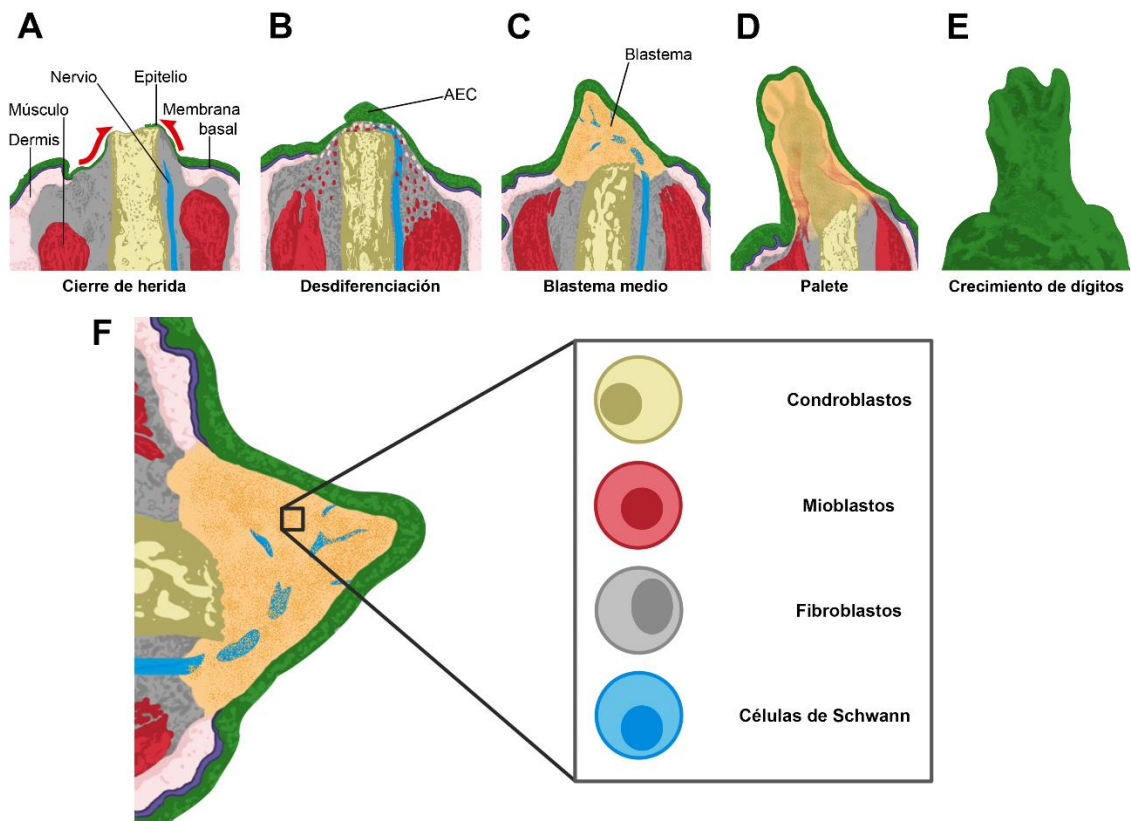 A
B
C
D
E
Nervio
Epitelio
Músculo
Membrana
basal
Dermis
AEC
Blastema
Cierre de herida
Desdiferenciación
Blastema medio
Palete
Crecimiento de dígitos
F
Condroblastos
Mioblastos
Fibroblastos
Células de Schwann